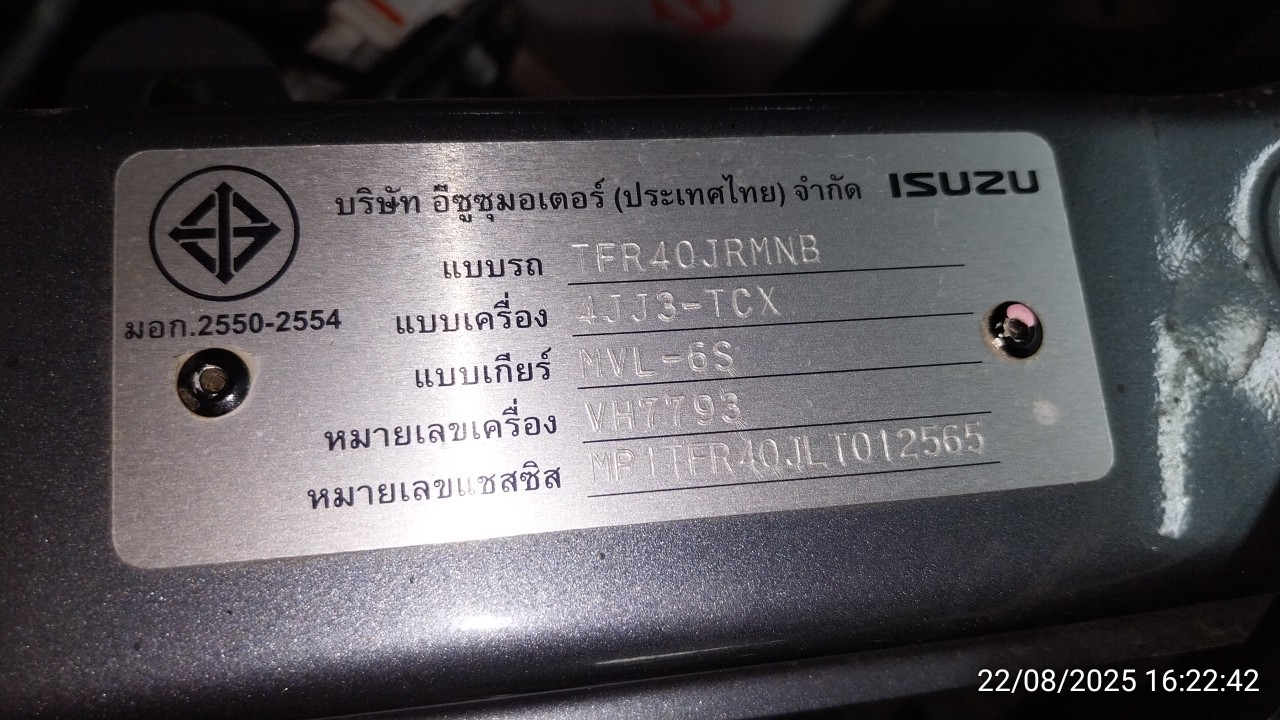 บริษัท อีซูซุมอเตอร์ (ประเทศไทย) จำกัด ISUZU
แบบรถ TFR40JRMNB
มอก.2550-2554
แบบเครื่อง 4JJ3-TCX
แบบเกียร์ MVL-6S
หมายเลขเครื่อง VH7793
หมายเลขแชสซิส MP1TFR40JLT012565
22/08/2025 16:22:42